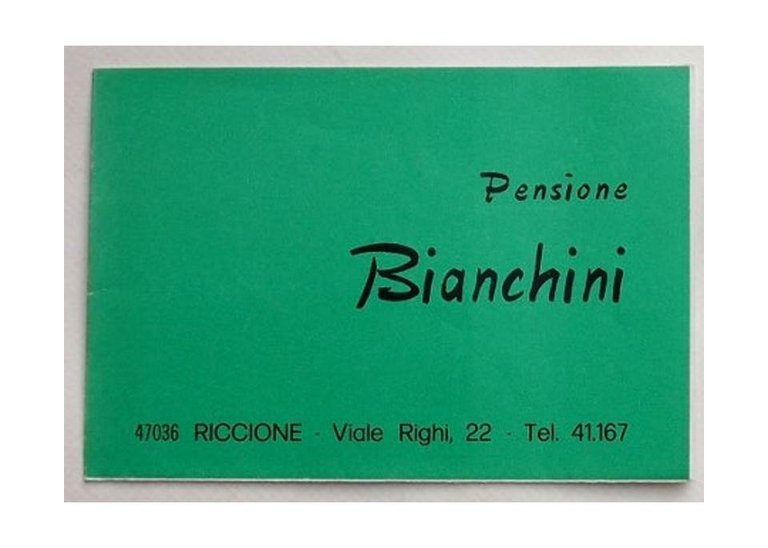 Pensione
Bianchini
47036 RICCIONE - Viale Righi, 22 - Tel. 41.167